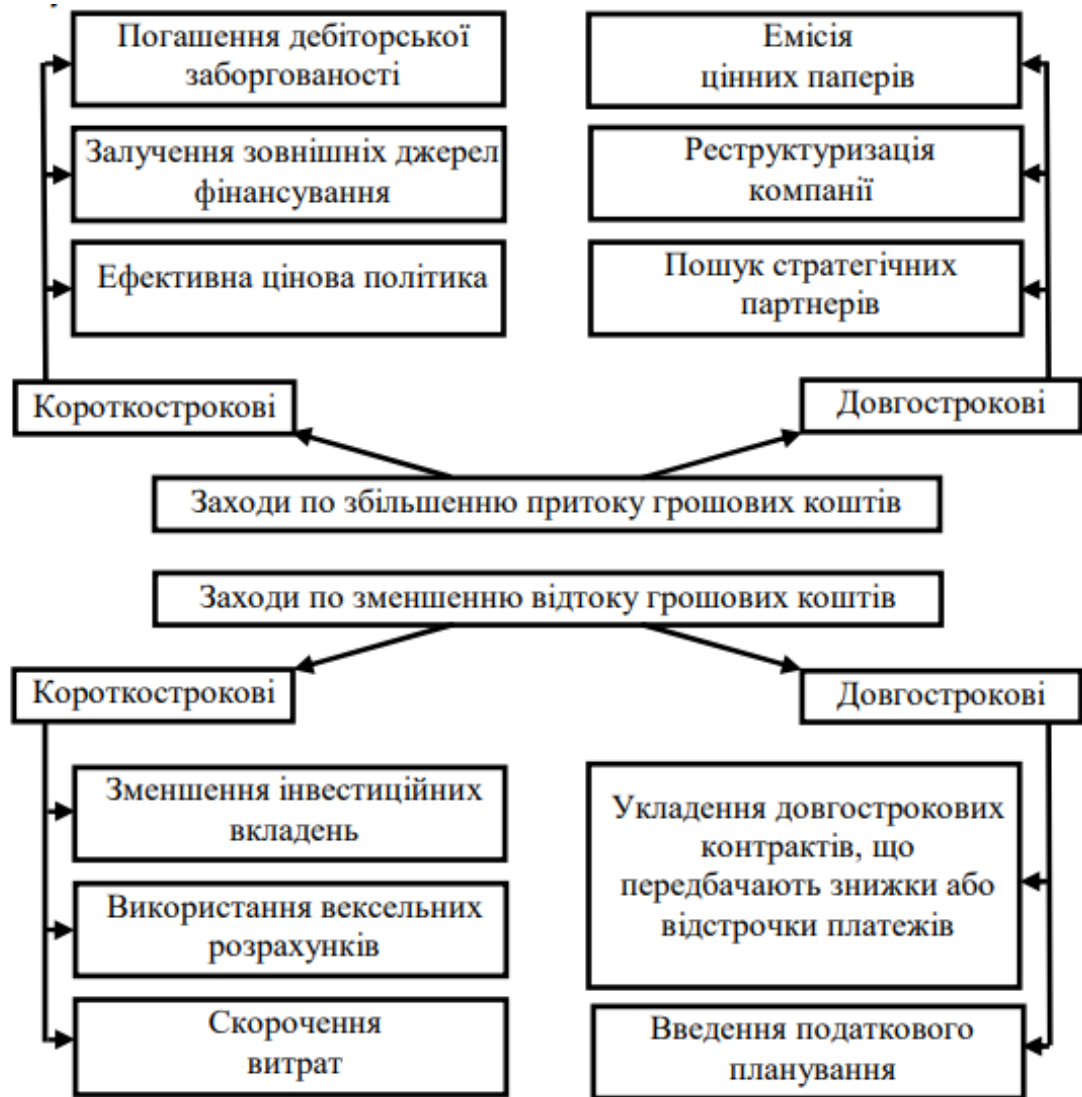 Погашення дебіторської
заборгованості
Залучення зовнішніх джерел
фінансування
Ефективна цінова політика
Емісія
цінних паперів
Реструктуризація
компанії
Пошук стратегічних
партнерів
Короткострокові
Довгострокові
Заходи по збільшенню притоку грошових коштів
Заходи по зменшенню відтоку грошових коштів
Короткострокові
Довгострокові
Зменшення інвестиційних
вкладень
Використання вексельних
розрахунків
Скорочення
витрат
Укладення довгострокових
контрактів, що
передбачають знижки або
відстрочки платежів
Введення податкового
планування